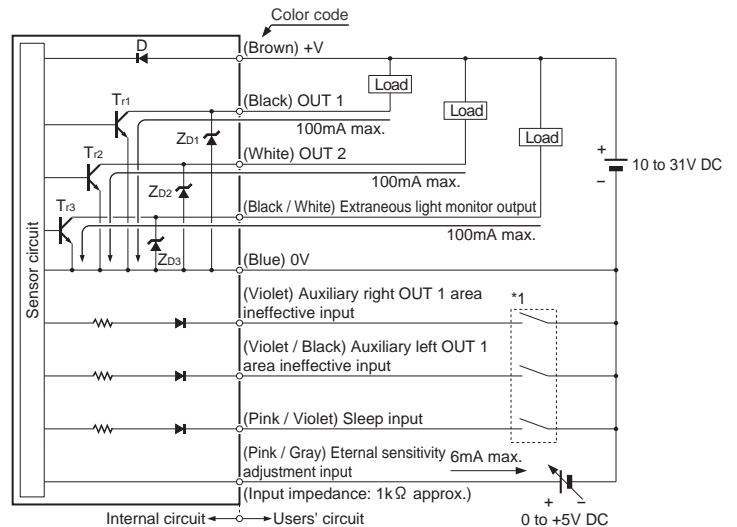 Color code
D
(Brown) +V
Load
Tr1
(Black) OUT 1
Load
100mA max.
ZD1
Load
Tr2
(White) OUT 2
+
10 to 31V DC
−
100mA max.
ZD2
Tr3
(Black / White) Extraneous light monitor output
100mA max.
ZD3
Sensor circuit
(Blue) 0V
(Violet) Auxiliary right OUT 1 area
ineffective input
*1
(Violet / Black) Auxiliary left OUT 1
area ineffective input
(Pink / Violet) Sleep input
(Pink / Gray) Eternal sensitivity
adjustment input
6mA max.
(Input impedance: 1kΩ approx.)
+ −
Internal circuit
Users' circuit
0 to +5V DC